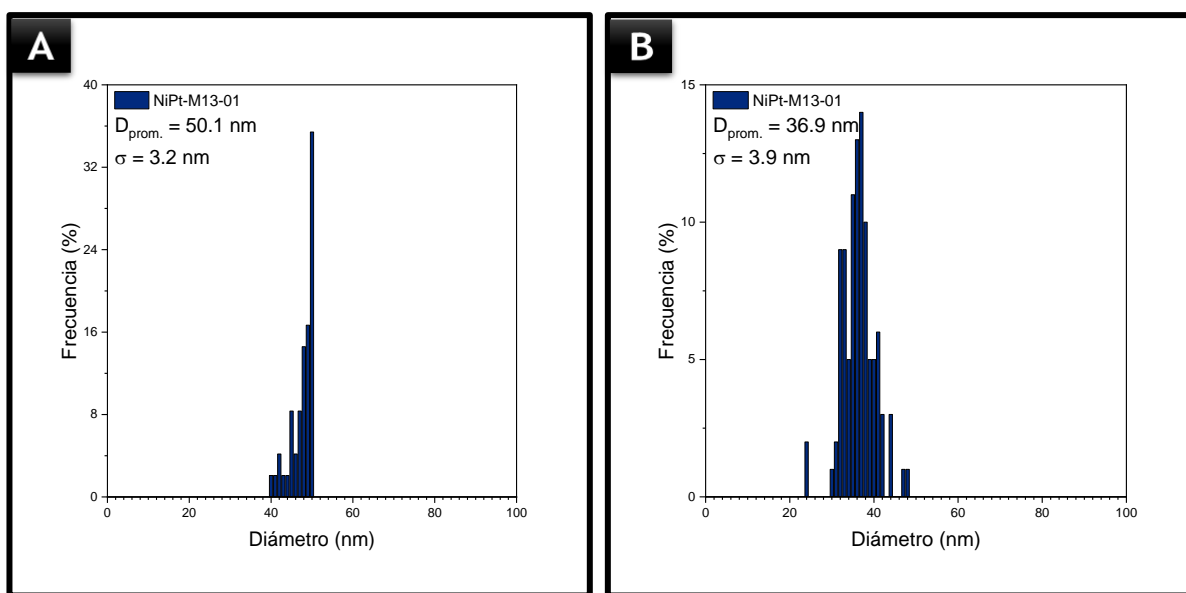 A
NiPt-M13-01
D_prom. = 50.1 nm
σ = 3.2 nm
40
32
24
16
8
0
Frecuencia (%)
0 20 40 60 80 100
Diámetro (nm)
B
NiPt-M13-01
D_prom. = 36.9 nm
σ = 3.9 nm
15
10
5
0
Frecuencia (%)
0 20 40 60 80 100
Diámetro (nm)